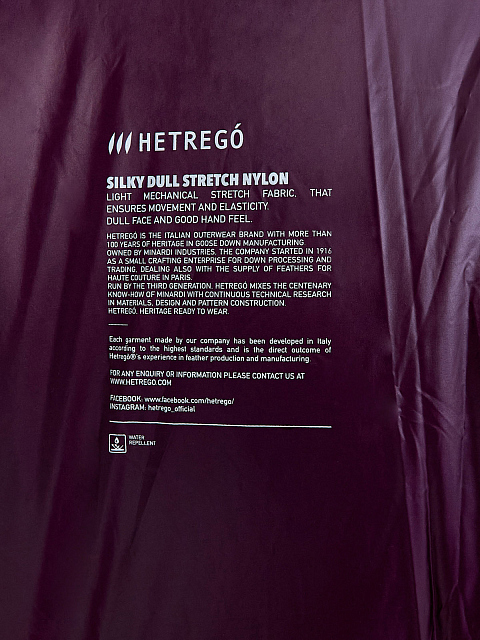 HETREGÓ
SILKY DULL STRETCH NYLON
LIGHT MECHANICAL STRETCH FABRIC. THAT
ENSURES MOVEMENT AND ELASTICITY.
DULL FACE AND GOOD HAND FEEL.
HETREGÓ IS THE ITALIAN OUTERWEAR BRAND WITH MORE THAN
100 YEARS OF HERITAGE IN GOOSE DOWN MANUFACTURING
OWNED BY MINARDI INDUSTRIES. THE COMPANY STARTED IN 1916
AS A SMALL CRAFTING ENTERPRISE FOR DOWN PROCESSING AND
TRADING, DEALING ALSO WITH THE SUPPLY OF FEATHERS FOR
HAUTE COUTURE IN PARIS.
RUN BY THE THIRD GENERATION, HETREGÓ MIXES THE CENTENARY
KNOW-HOW OF MINARDI WITH CONTINUOUS TECHNICAL RESEARCH
IN MATERIALS, DESIGN AND PATTERN CONSTRUCTION.
HETREGÓ. HERITAGE READY TO WEAR.
Each garment made by our company has been developed in Italy
according to the highest standards and is the direct outcome of
Hetregó®'s experience in feather production and manufacturing.
FOR ANY ENQUIRY OR INFORMATION PLEASE CONTACT US AT
WWW.HETREGO.COM
FACEBOOK: www.facebook.com/hetrego/
INSTAGRAM: hetrego_official
WATER
REPELLENT